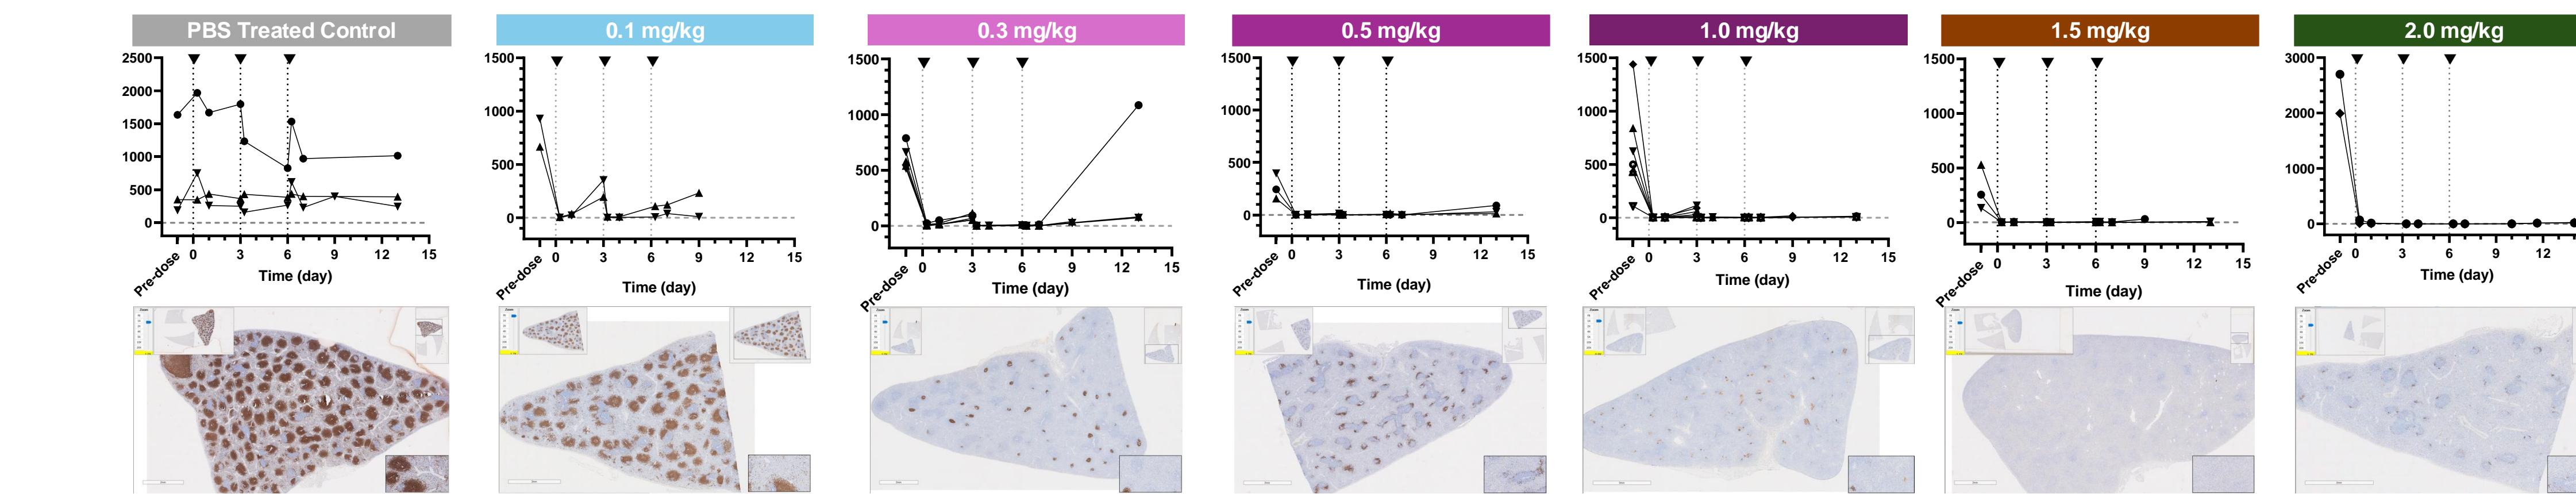 PBS Treated Control
0.1 mg/kg
0.3 mg/kg
0.5 mg/kg
1.0 mg/kg
1.5 mg/kg
2.0 mg/kg
2500
2000
1500
1000
500
0
Pre-dose 0 3 6 9 12 15
Time (day)
1500
1000
500
0
Pre-dose 0 3 6 9 12 15
Time (day)
1500
1000
500
0
Pre-dose 0 3 6 9 12 15
Time (day)
1500
1000
500
0
Pre-dose 0 3 6 9 12 15
Time (day)
1500
1000
500
0
Pre-dose 0 3 6 9 12 15
Time (day)
1500
1000
500
0
Pre-dose 0 3 6 9 12 15
Time (day)
3000
2000
1000
0
Pre-dose 0 3 6 9 12
Time (day)